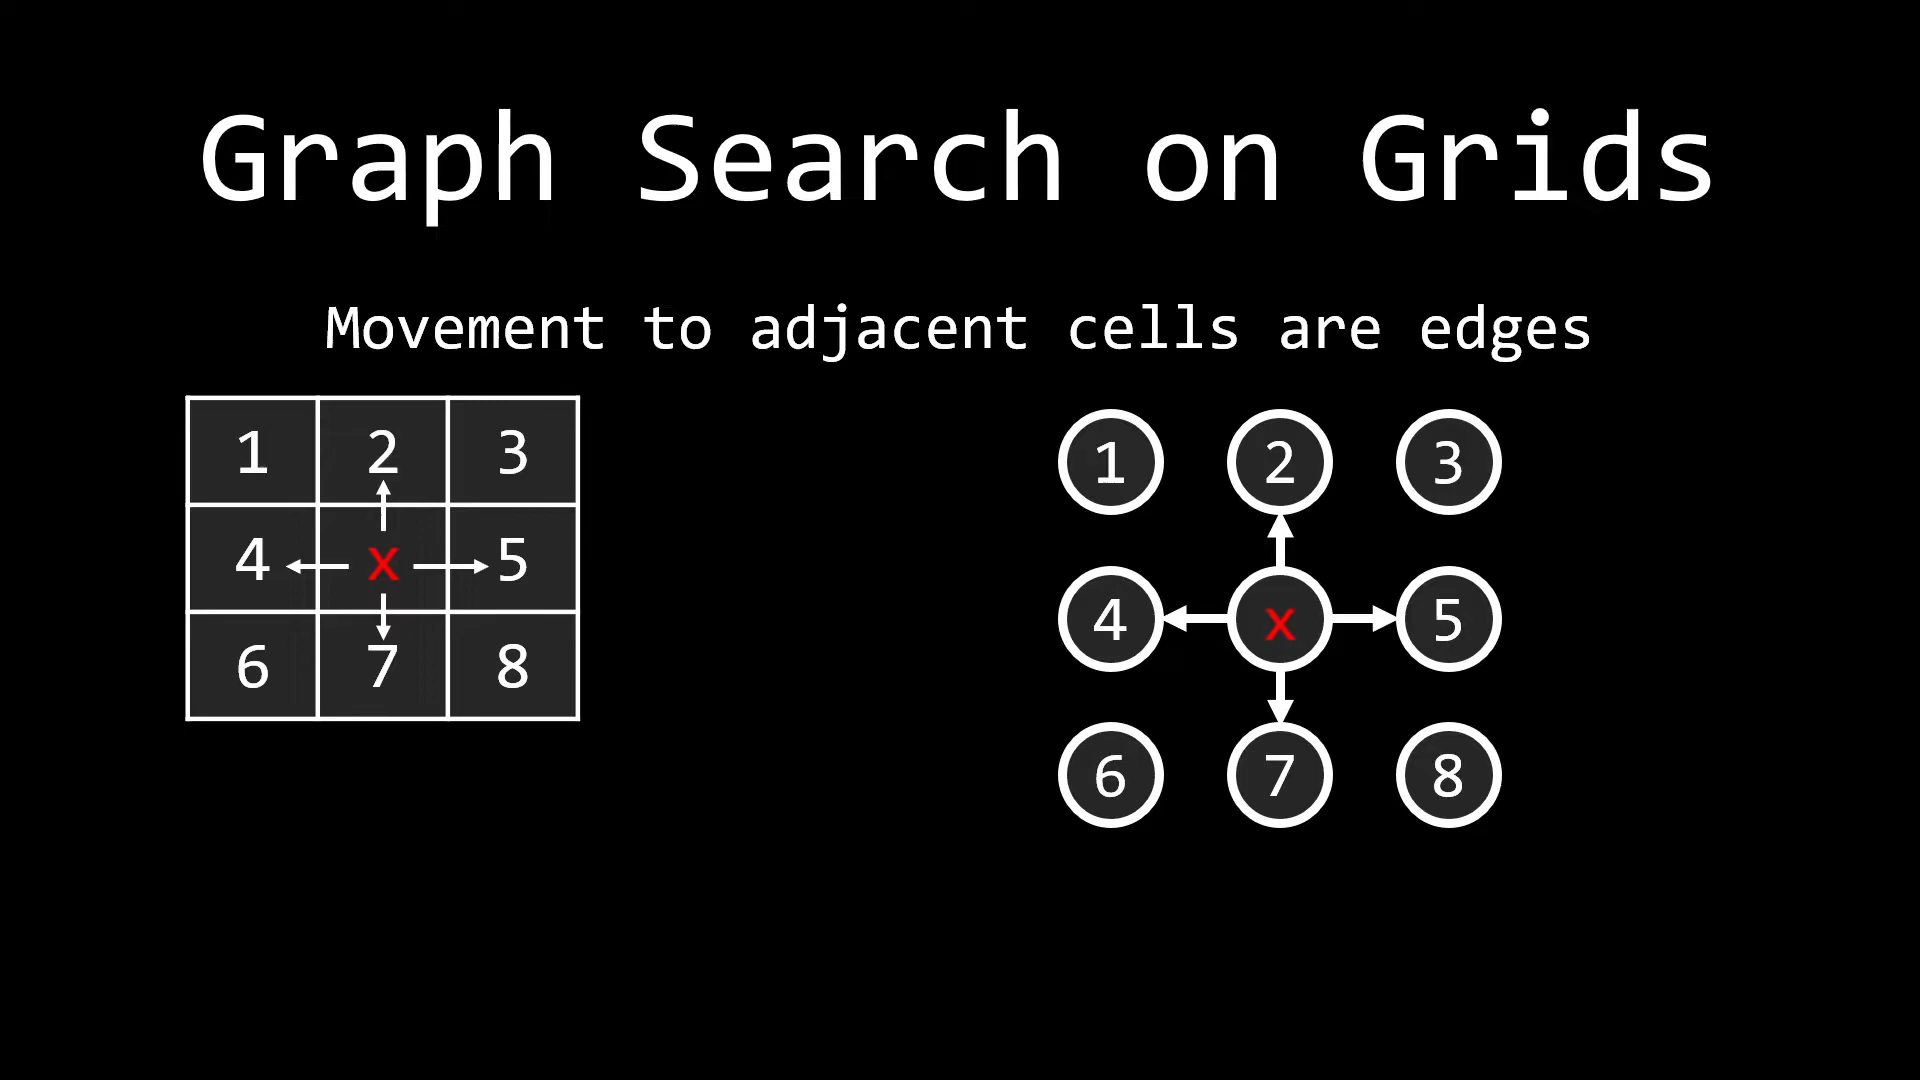 Graph Search on Grids
Movement to adjacent cells are edges
1 2 3
4 x 5
6 7 8
1 2 3
4 x 5
6 7 8